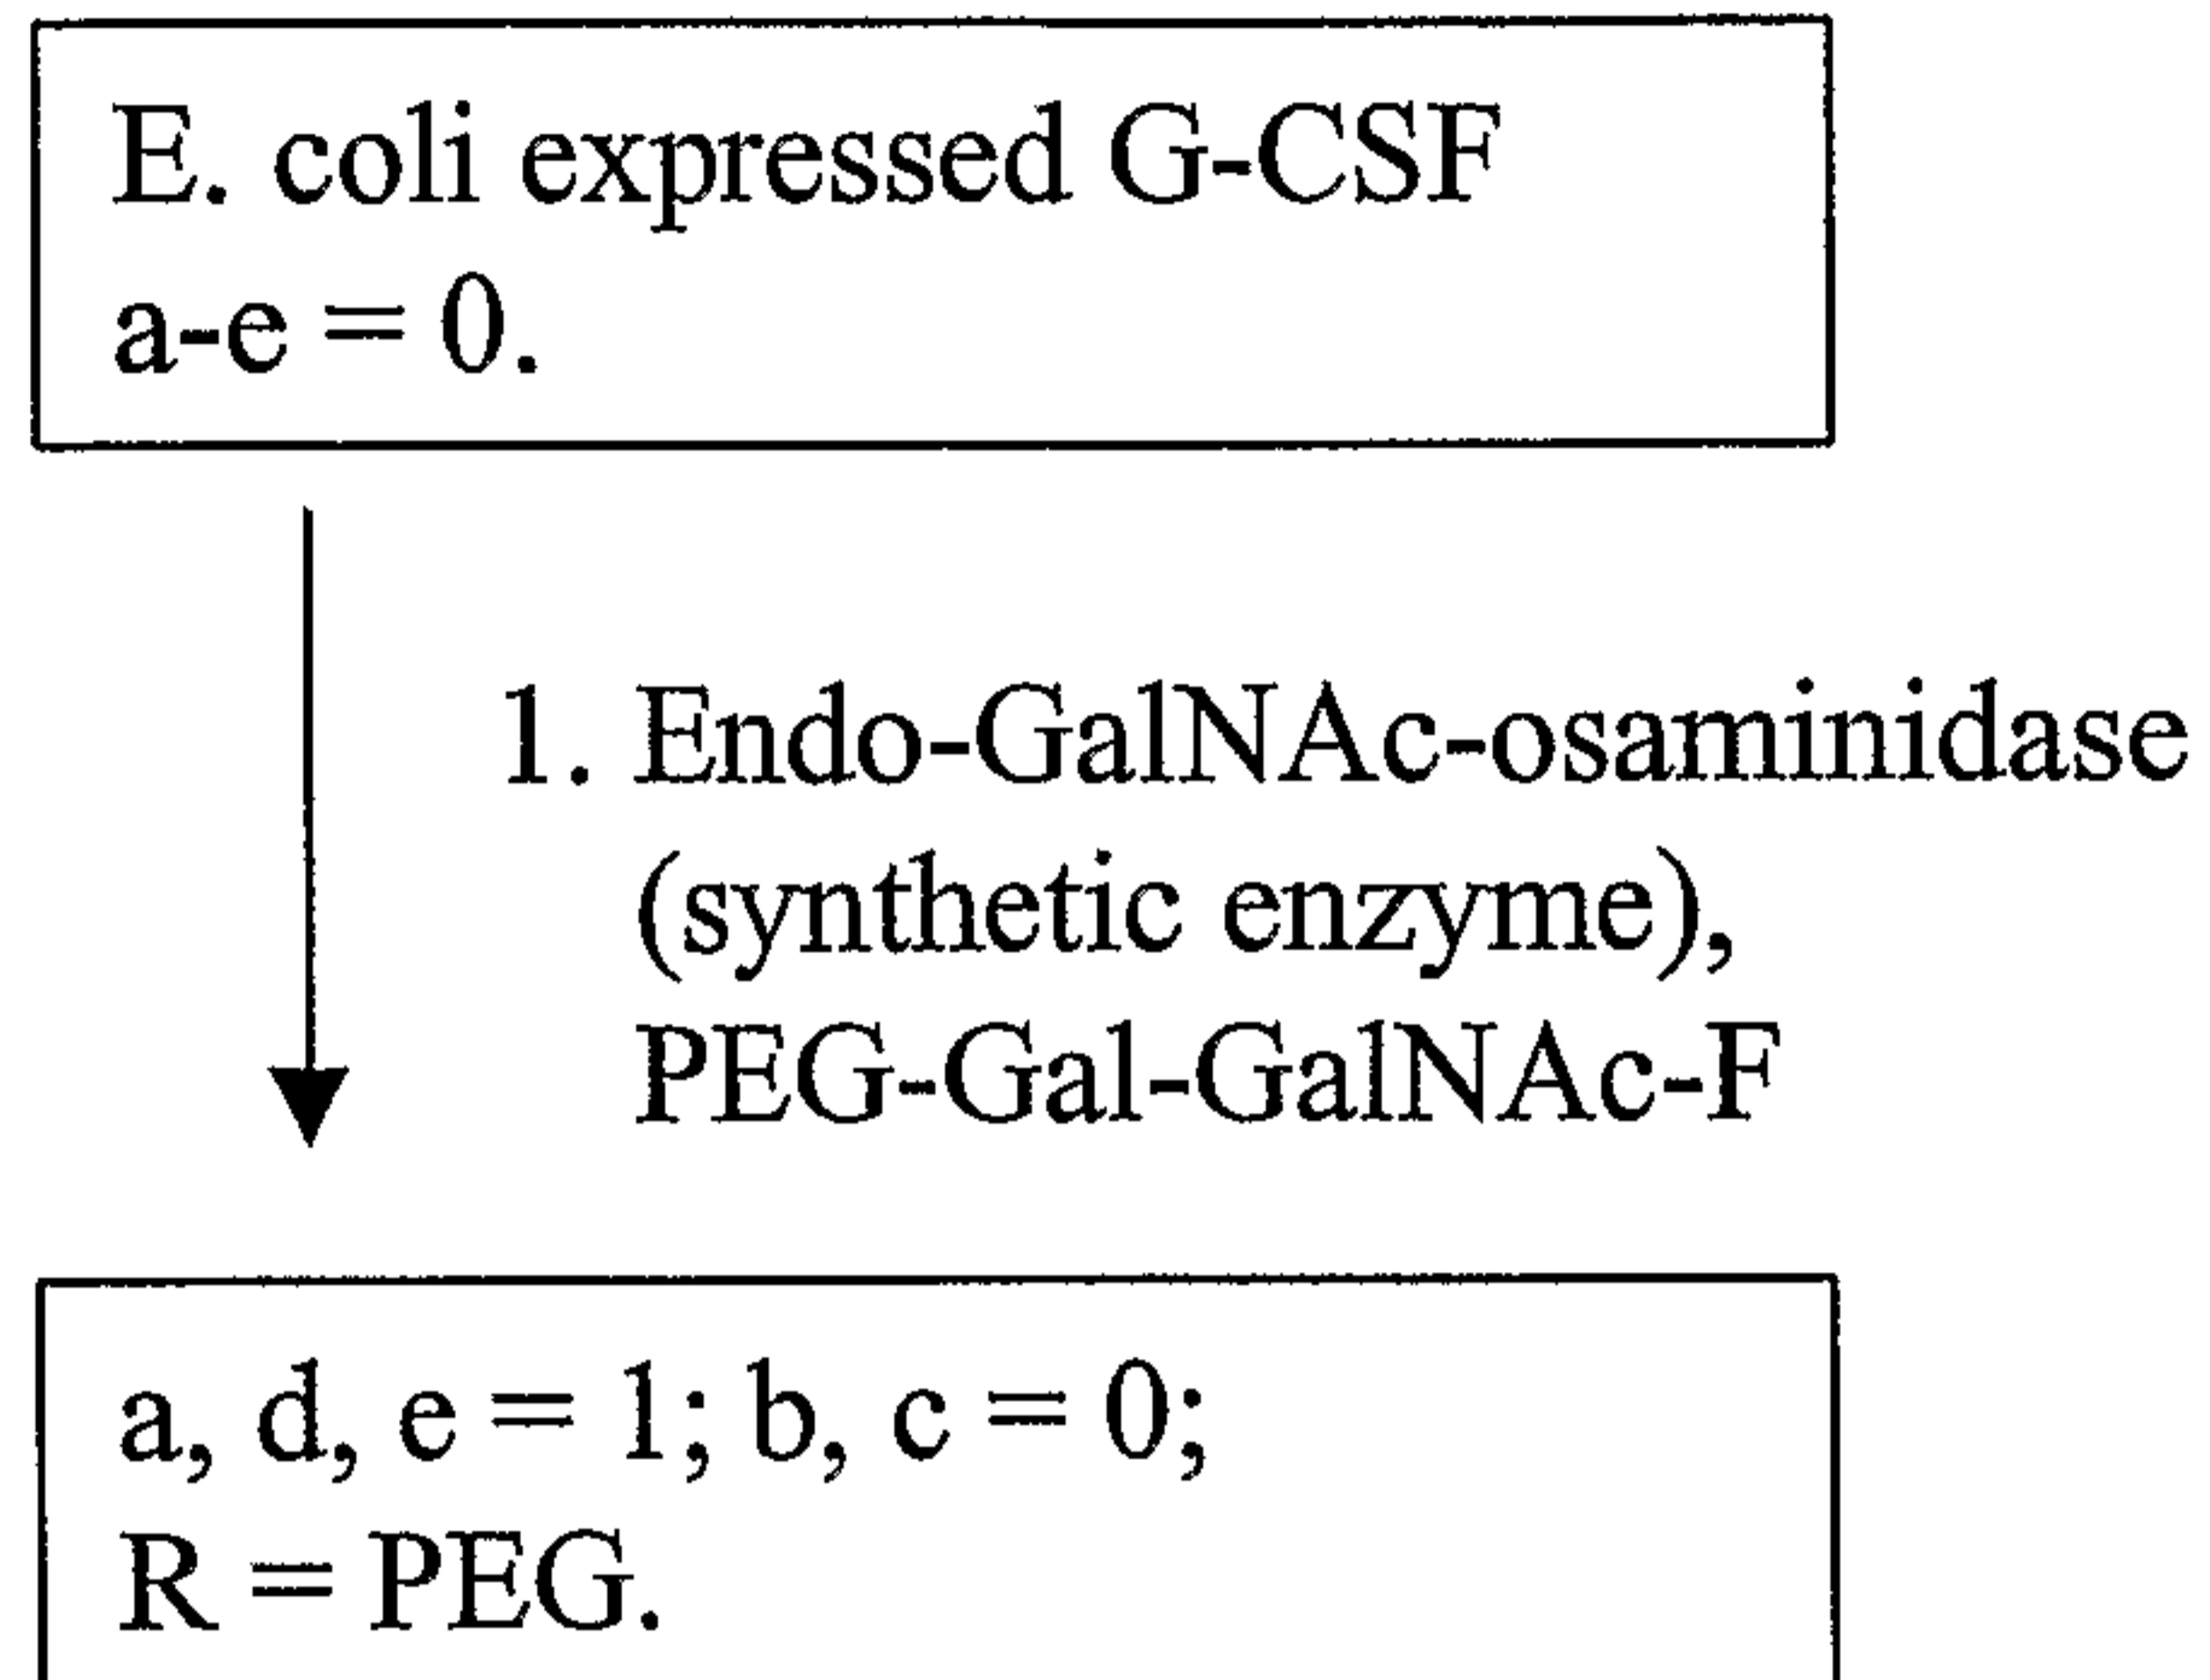 E. coli expressed G-CSF
a-e = 0.
1. Endo-GalNAc-osaminidase
(synthetic enzyme),
PEG-Gal-GalNAc-F
a, d, e = 1; b, c = 0;
R = PEG.